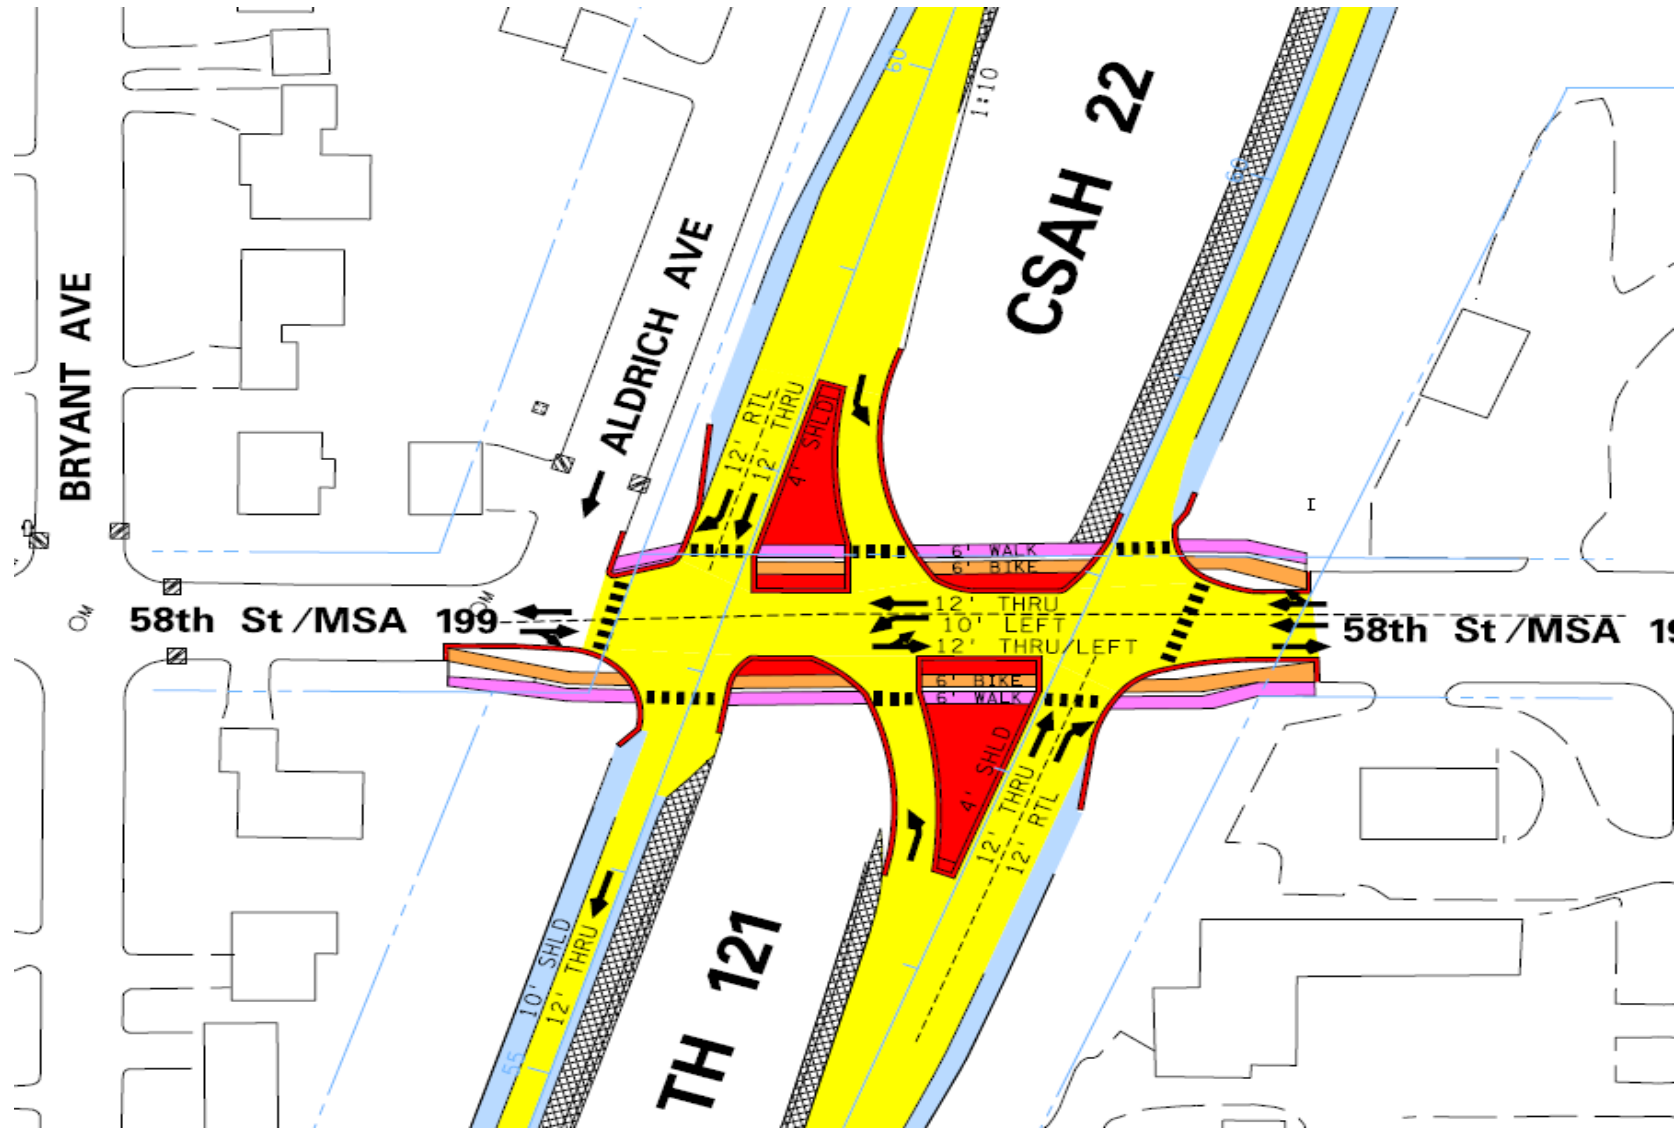 60
1:10
CSAH 22
60
ALDRICH AVE
BRYANT AVE
12' RTL
12' THRU
4' SHLD
6' WALK
6' BIKE
12' THRU
10' LEFT
12' THRU/LEFT
58th St/MSA 199
58th St/MSA 19
6' BIKE
6' WALK
4' SHLD
12' THRU
12' RTL
10' SHLD
12' THRU
55
TH 121